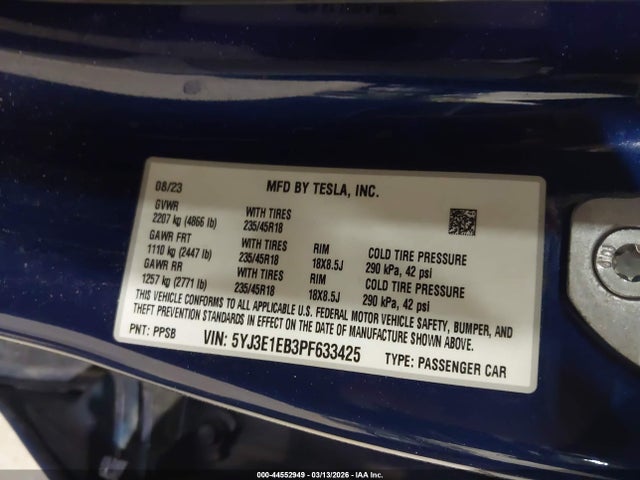 08/23 MFD BY TESLA, INC.
GVWR WITH TIRES
2207 kg (4866 lb) 235/45R18
GAWR FRT WITH TIRES RIM COLD TIRE PRESSURE
1110 kg (2447 lb) 235/45R18 18X8.5J 290 kPa, 42 psi
GAWR RR WITH TIRES RIM COLD TIRE PRESSURE
1257 kg (2771 lb) 235/45R18 18X8.5J 290 kPa, 42 psi
THIS VEHICLE CONFORMS TO ALL APPLICABLE U.S. FEDERAL MOTOR VEHICLE SAFETY, BUMPER, AND
THEFT PREVENTION STANDARDS IN EFFECT ON THE DATE OF MANUFACTURE SHOWN ABOVE.
PNT: PPSB VIN: 5YJ3E1EB3PF633425 TYPE: PASSENGER CAR
000-44552949 - 03/13/2026 - IAA Inc.